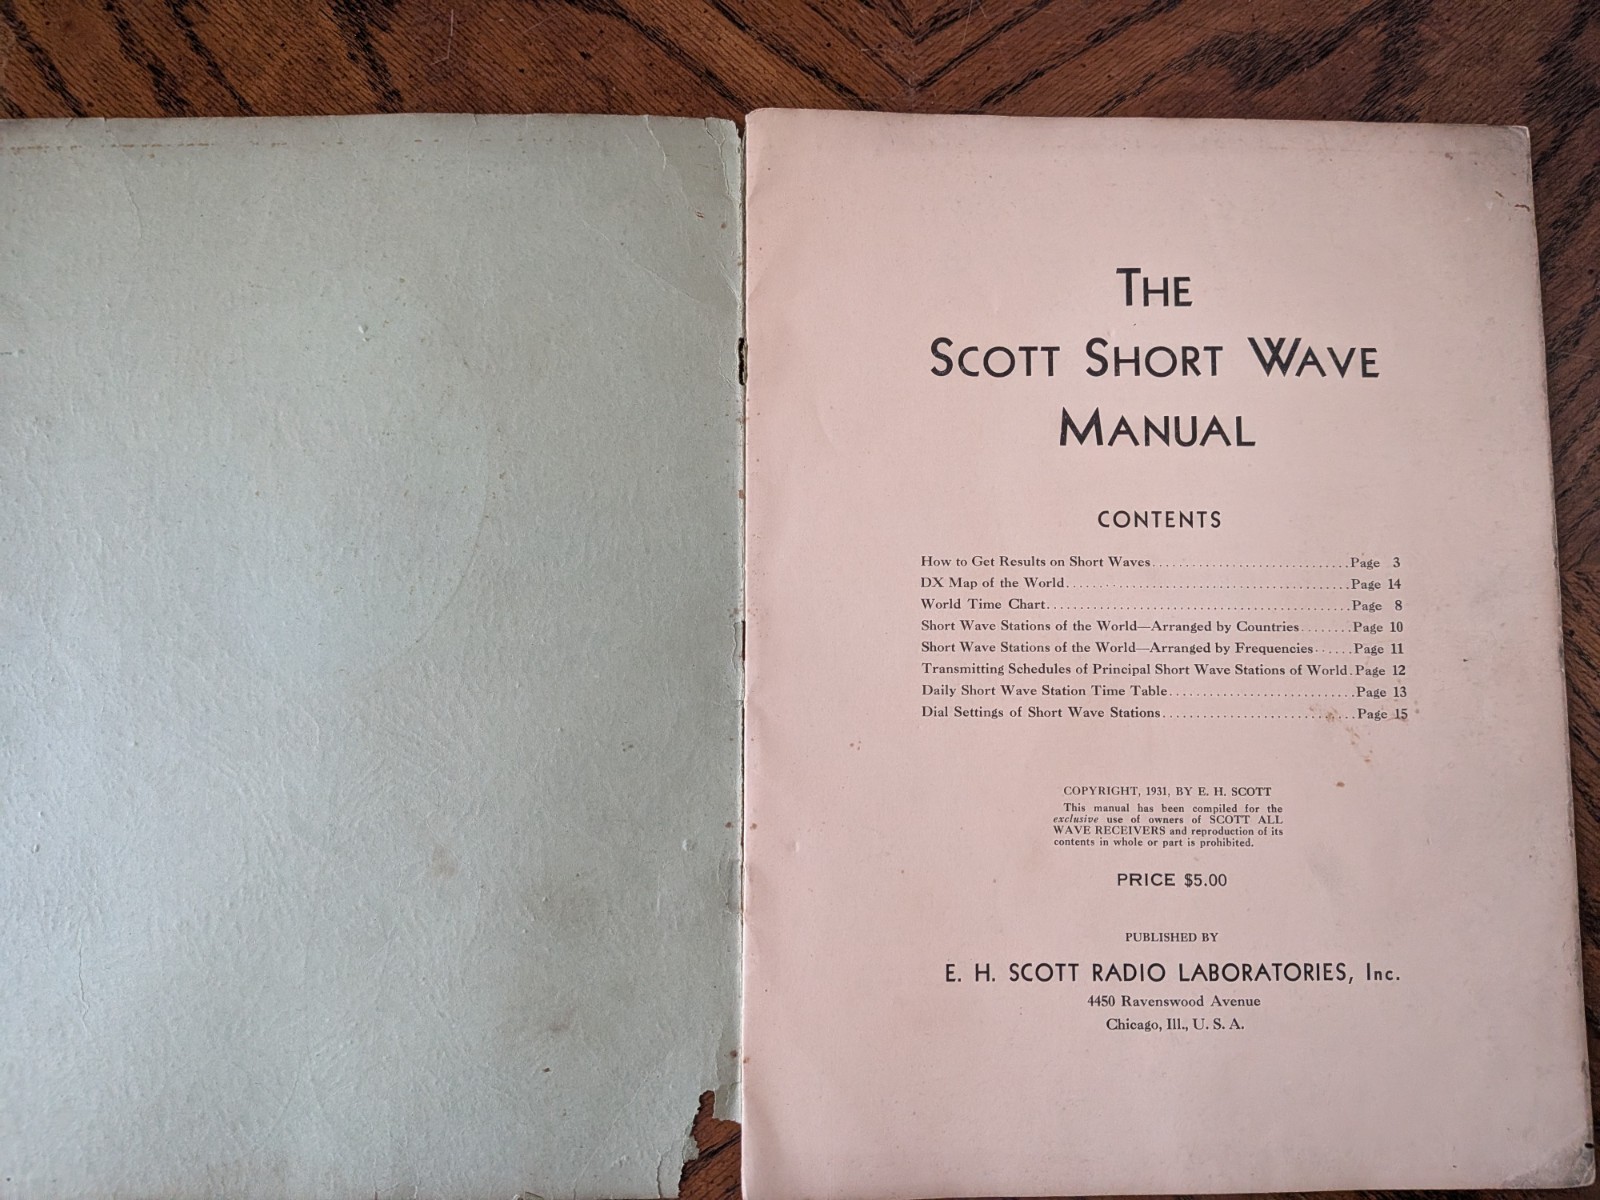 THE
SCOTT SHORT WAVE
MANUAL
CONTENTS
How to Get Results on Short Waves..............................Page 3
DX Map of the World...........................................Page 14
World Time Chart..............................................Page 8
Short Wave Stations of the World—Arranged by Countries........Page 10
Short Wave Stations of the World—Arranged by Frequencies......Page 11
Transmitting Schedules of Principal Short Wave Stations of World.Page 12
Daily Short Wave Station Time Table............................Page 13
Dial Settings of Short Wave Stations.............................Page 15
COPYRIGHT, 1931, BY E. H. SCOTT
This manual has been compiled for the
exclusive use of owners of SCOTT ALL
WAVE RECEIVERS and reproduction of its
contents in whole or part is prohibited.
PRICE $5.00
PUBLISHED BY
E. H. SCOTT RADIO LABORATORIES, Inc.
4450 Ravenswood Avenue
Chicago, Ill., U. S. A.